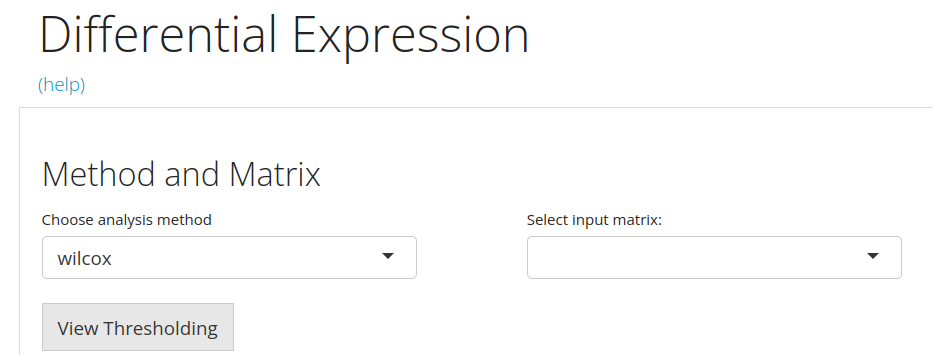 Differential Expression
(help)
Method and Matrix
Choose analysis method
Select input matrix:
wilcox
View Thresholding